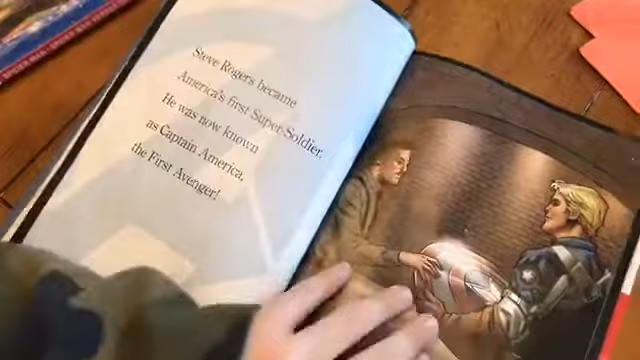 Steve Rogers became
America's first Super-Soldier.
He was now known
as Captain America,
the First Avenger!